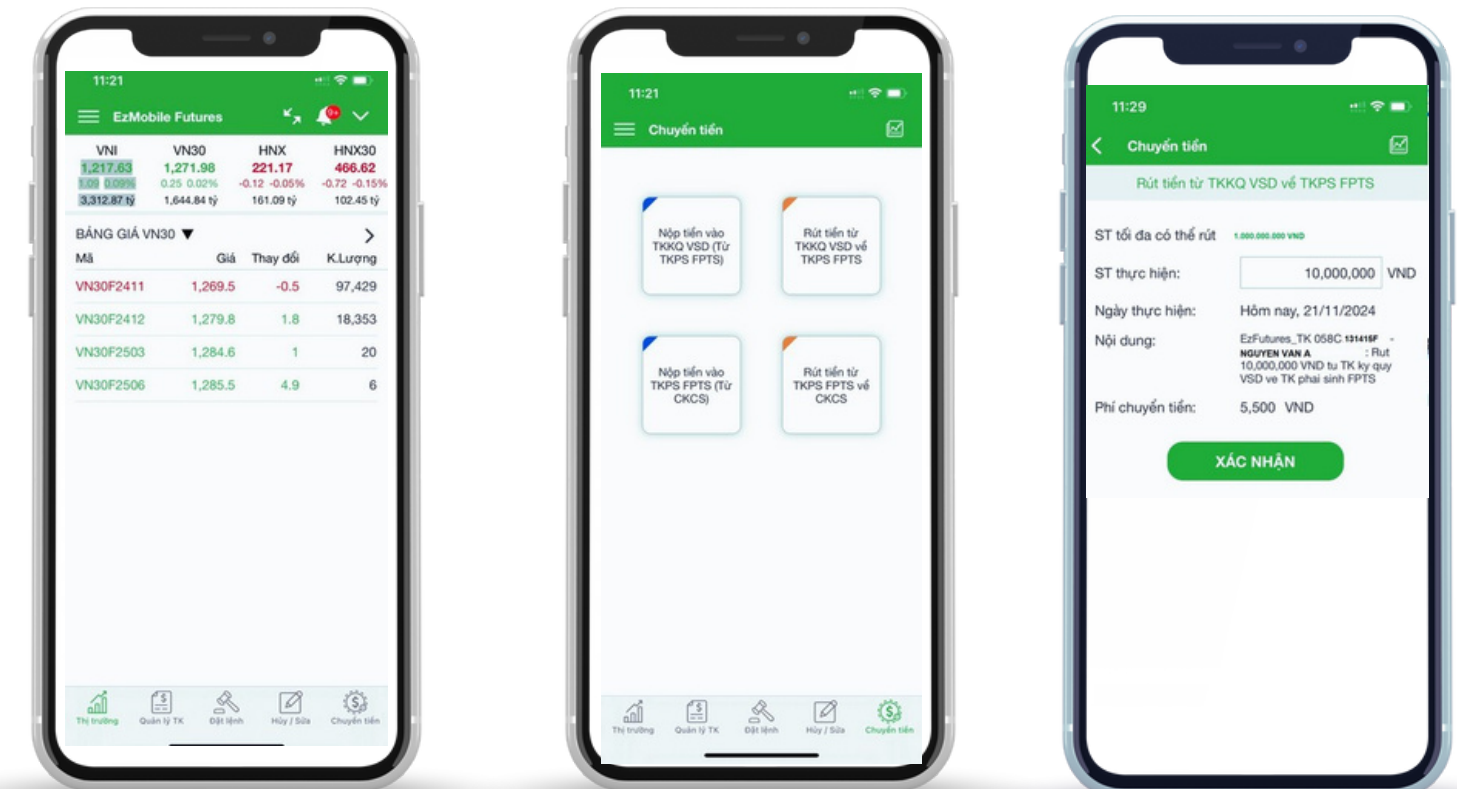 11:21
EzMobile Futures
9+
VNI VN30 HNX HNX30
1,217.63 1,271.98 221.17 466.62
1.09 0.09% 0.25 0.02% -0.12 -0.05% -0.72 -0.15%
3,312.87 tỷ 1,644.84 tỷ 161.09 tỷ 102.45 tỷ
BẢNG GIÁ VN30 ▼
Mã Giá Thay đổi K.Lượng
VN30F2411 1,269.5 -0.5 97,429
VN30F2412 1,279.8 1.8 18,353
VN30F2503 1,284.6 1 20
VN30F2506 1,285.5 4.9 6
Thị trường Quản lý TK Đặt lệnh Hủy / Sửa Chuyển tiền
11:21
Chuyển tiền
Nộp tiền vào
TKKQ VSD (Từ
TKPS FPTS)
Rút tiền từ
TKKQ VSD về
TKPS FPTS
Nộp tiền vào
TKPS FPTS (Từ
CKCS)
Rút tiền từ
TKPS FPTS về
CKCS
Thị trường Quản lý TK Đặt lệnh Hủy / Sửa Chuyển tiền
11:29
Chuyển tiền
Rút tiền từ TKKQ VSD về TKPS FPTS
ST tối đa có thể rút 1.000.000.000 VND
ST thực hiện: 10,000,000 VND
Ngày thực hiện: Hôm nay, 21/11/2024
Nội dung: EzFutures_TK 058C 131415F -
NGUYEN VAN A : Rut
10,000,000 VND tu TK ky quy
VSD ve TK phai sinh FPTS
Phí chuyển tiền: 5,500 VND
XÁC NHẬN